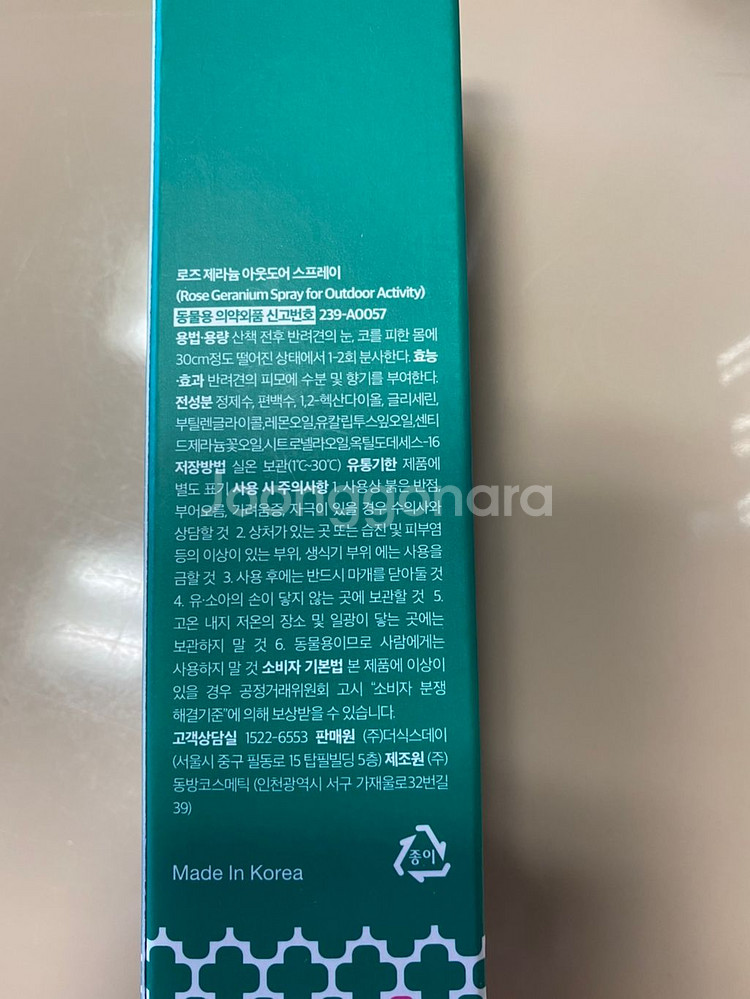 로즈 제라늄 아웃도어 스프레이
(Rose Geranium Spray for Outdoor Activity)
동물용 의약외품 신고번호 239-A0057
용법·용량 산책 전후 반려견의 눈, 코를 피한 몸에
30cm정도 떨어진 상태에서 1-2회 분사한다. 효능
·효과 반려견의 피모에 수분 및 향기를 부여한다.
전성분 정제수, 편백수, 1,2-헥산다이올, 글리세린,
부틸렌글라이콜,레몬오일,유칼립투스잎오일,센티
드제라늄꽃오일,시트로넬라오일,옥틸도데세스-16
저장방법 실온 보관(1℃~30℃) 유통기한 제품에
별도 표기 사용 시 주의사항 1. 사용상 붉은 반점,
부어오름, 가려움증, 자극이 있을 경우 수의사와
상담할 것 2. 상처가 있는 곳 또는 습진 및 피부염
등의 이상이 있는 부위, 생식기 부위 에는 사용을
금할 것 3. 사용 후에는 반드시 마개를 닫아둘 것
4. 유·소아의 손이 닿지 않는 곳에 보관할 것 5.
고온 내지 저온의 장소 및 일광이 닿는 곳에는
보관하지 말 것 6. 동물용이므로 사람에게는
사용하지 말 것 소비자 기본법 본 제품에 이상이
있을 경우 공정거래위원회 고시 "소비자 분쟁
해결기준"에 의해 보상받을 수 있습니다.
고객상담실 1522-6553 판매원 (주)더식스데이
(서울시 중구 필동로 15 탑필빌딩 5층) 제조원 (주)
동방코스메틱 (인천광역시 서구 가재울로32번길
39)
종이
Made In Korea
joonggonara